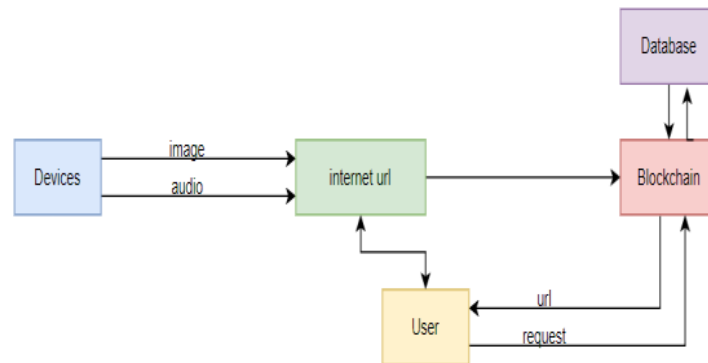 Database
image
Devices
internet url
Blockchain
audio
url
User
request